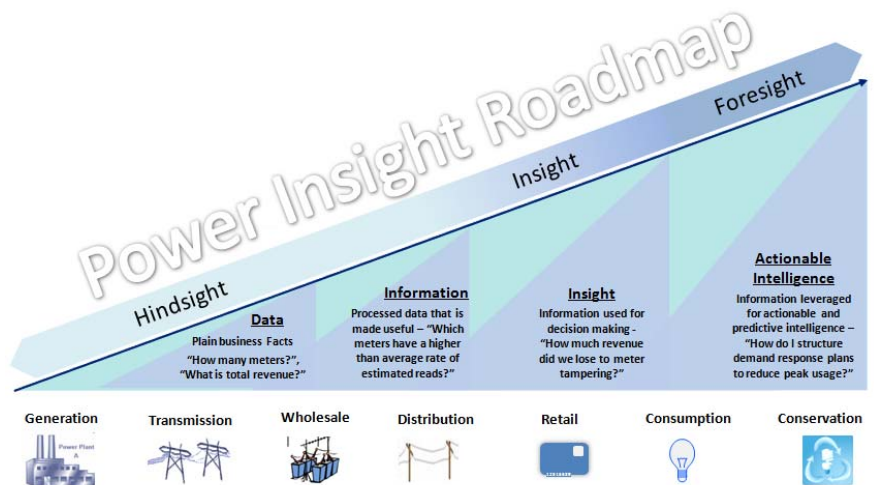 Power Insight Roadmap
Hindsight
Insight
Foresight
Data
Plain business Facts
“How many meters?”,
“What is total revenue?”
Information
Processed data that is
made useful – “Which
meters have a higher
than average rate of
estimated reads?”
Insight
Information used for
decision making -
“How much revenue
did we lose to meter
tampering?”
Actionable
Intelligence
Information leveraged
for actionable and
predictive intelligence –
“How do I structure
demand response plans
to reduce peak usage?”
Generation
Transmission
Wholesale
Distribution
Retail
Consumption
Conservation
Power Plant
A